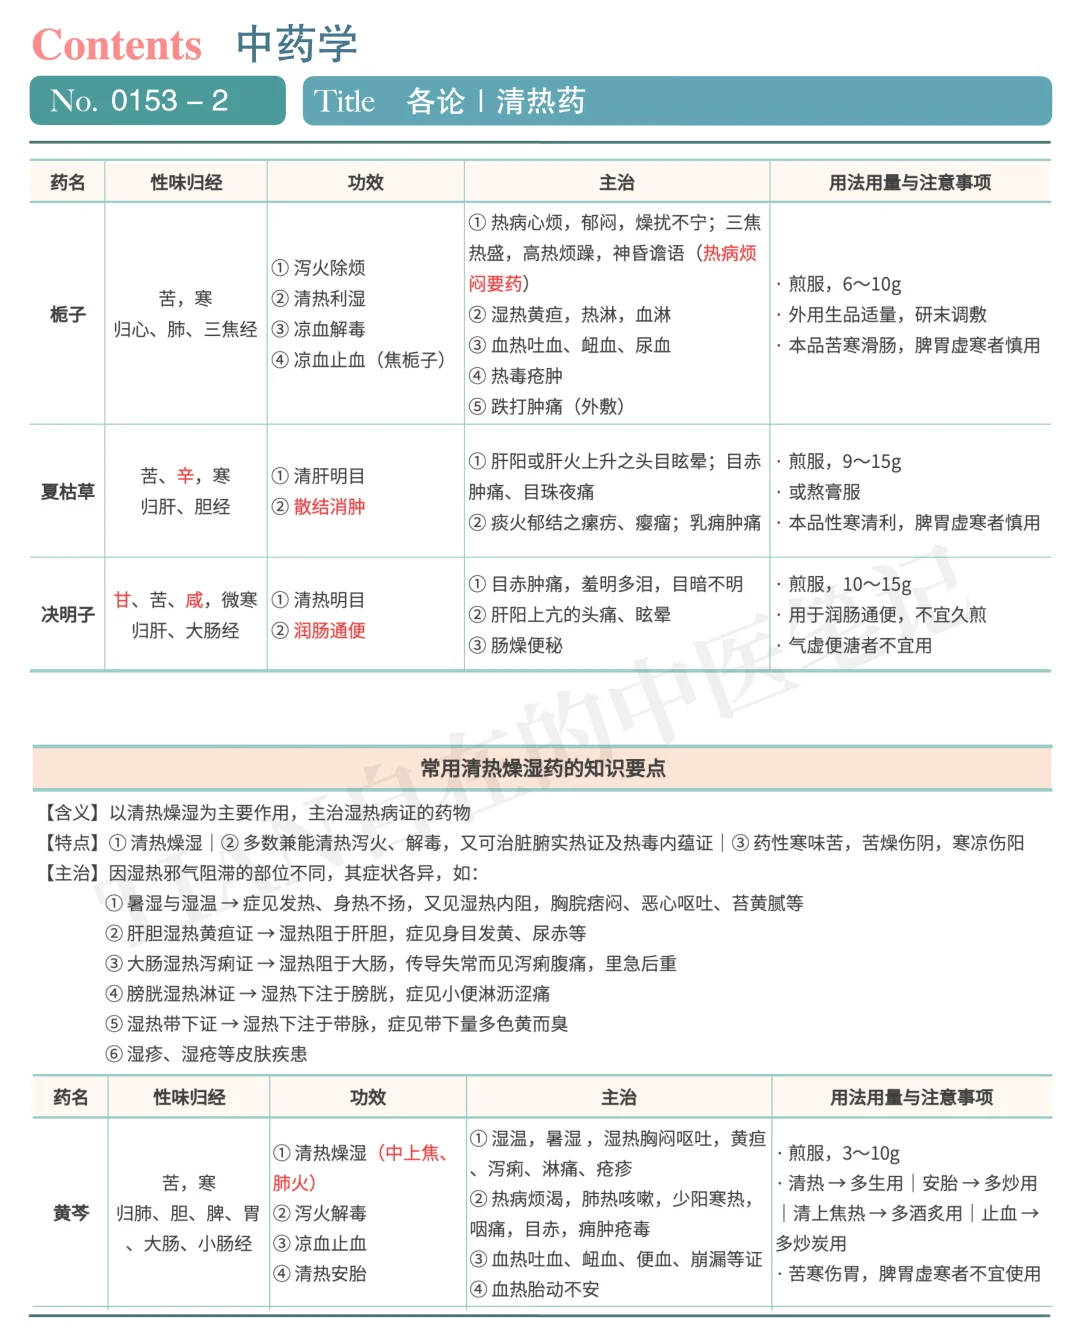 Contents 中药学
No. 0153 – 2
Title 各论 | 清热药
药名 性味归经 功效 主治 用法用量与注意事项
栀子
苦，寒
归心、肺、三焦经
① 泻火除烦
② 清热利湿
③ 凉血解毒
④ 凉血止血（焦栀子）
① 热病心烦，郁闷，燥扰不宁；三焦
热盛，高热烦躁，神昏谵语（热病烦
闷要药）
② 湿热黄疸，热淋，血淋
③ 血热吐血、衄血、尿血
④ 热毒疮肿
⑤ 跌打肿痛（外敷）
· 煎服，6～10g
· 外用生品适量，研末调敷
· 本品苦寒滑肠，脾胃虚寒者慎用
夏枯草
苦、辛，寒
归肝、胆经
① 清肝明目
② 散结消肿
① 肝阳或肝火上升之头目眩晕；目赤
肿痛、目珠夜痛
② 痰火郁结之瘰疬、瘿瘤；乳痈肿痛
· 煎服，9～15g
· 或熬膏服
· 本品性寒清利，脾胃虚寒者慎用
决明子
甘、苦、咸，微寒
归肝、大肠经
① 清热明目
② 润肠通便
① 目赤肿痛，羞明多泪，目暗不明
② 肝阳上亢的头痛、眩晕
③ 肠燥便秘
· 煎服，10～15g
· 用于润肠通便，不宜久煎
· 气虚便溏者不宜用
常用清热燥湿药的知识要点
【含义】以清热燥湿为主要作用，主治湿热病证的药物
【特点】① 清热燥湿｜② 多数兼能清热泻火、解毒，又可治脏腑实热证及热毒内蕴证｜③ 药性寒味苦，苦燥伤阴，寒凉伤阳
【主治】因湿热邪气阻滞的部位不同，其症状各异，如：
① 暑湿与湿温 → 症见发热、身热不扬，又见湿热内阻，胸脘痞闷、恶心呕吐、苔黄腻等
② 肝胆湿热黄疸证 → 湿热阻于肝胆，症见身目发黄、尿赤等
③ 大肠湿热泻痢证 → 湿热阻于大肠，传导失常而见泻痢腹痛，里急后重
④ 膀胱湿热淋证 → 湿热下注于膀胱，症见小便淋沥涩痛
⑤ 湿热带下证 → 湿热下注于带脉，症见带下量多色黄而臭
⑥ 湿疹、湿疮等皮肤疾患
药名 性味归经 功效 主治 用法用量与注意事项
黄芩
苦，寒
归肺、胆、脾、胃
、大肠、小肠经
① 清热燥湿（中上焦、
肺火）
② 泻火解毒
③ 凉血止血
④ 清热安胎
① 湿温，暑湿 ，湿热胸闷呕吐，黄疸
、泻痢、淋痛、疮疹
② 热病烦渴，肺热咳嗽，少阳寒热，
咽痛，目赤，痈肿疮毒
③ 血热吐血、衄血、便血、崩漏等证
④ 血热胎动不安
· 煎服，3～10g
· 清热 → 多生用｜安胎 → 多炒用
｜清上焦热 → 多酒炙用｜止血 →
多炒炭用
· 苦寒伤胃，脾胃虚寒者不宜使用
TIAN自在的中医笔记